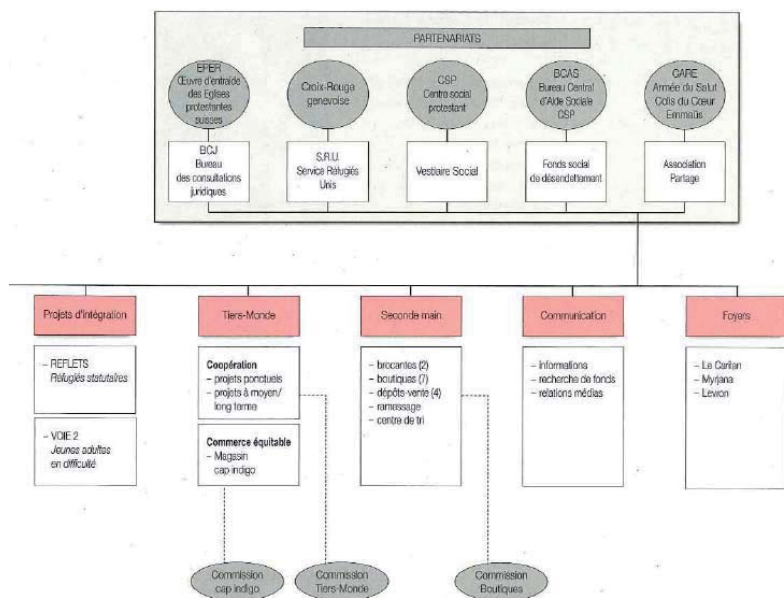 PARTENARIATS
EPER
Œuvre d'entraide
des Eglises
protestantes
suisses
Croix-Rouge
genevoise
CSP
Centre social
protestant
BCAS
Bureau Central
d'Aide Sociale
CSP
CARE
Armée du Salut
Colis du Cœur
Emmaüs
BCJ
Bureau
des consultations
juridiques
S.R.U.
Service Réfugiés
Unis
Vestiaire Social
Fonds social
de désendettement
Association
Partage
Projets d'intégration
Tiers-Monde
Seconde main
Communication
Foyers
– REFLETS
Réfugiés statutaires
– VOIE 2
Jeunes adultes
en difficulté
Coopération
– projets ponctuels
– projets à moyen/
long terme
Commerce équitable
– Magasin
cap indigo
– brocantes (2)
– boutiques (7)
– dépôts-vente (4)
– ramassage
– centre de tri
– informations
– recherche de fonds
– relations médias
– Le Caritan
– Myrjana
– Levron
Commission
cap indigo
Commission
Tiers-Monde
Commission
Boutiques